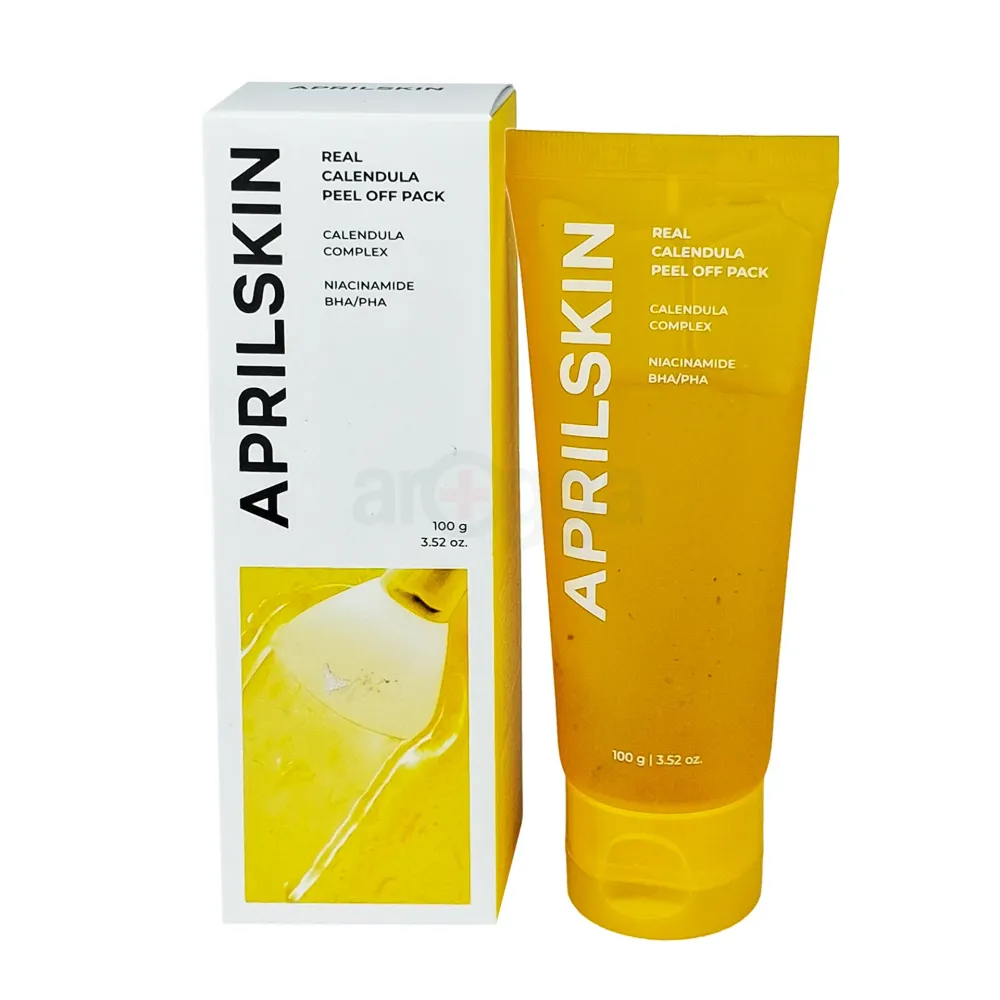 APRILSKIN
APRILSKIN
REAL
CALENDULA
PEEL OFF PACK
CALENDULA
COMPLEX
NIACINAMIDE
BHA/PHA
100 g
3.52 oz.
APRILSKIN
REAL
CALENDULA
PEEL OFF PACK
CALENDULA
COMPLEX
NIACINAMIDE
BHA/PHA
100 g | 3.52 oz.